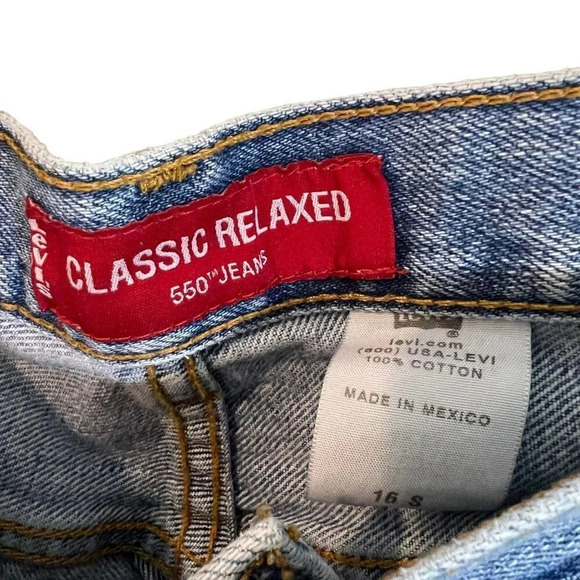 Levi's
CLASSIC RELAXED
550™ JEANS
®
levi.com
(800) USA-LEVI
100% COTTON
MADE IN MEXICO
16 S